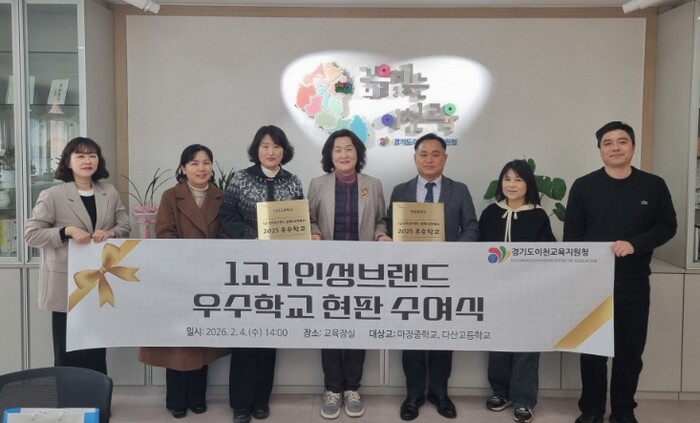 꿈이있는
이천교육
경기도이천교육지원청
2025 우수학교
2025 우수학교
경기도이천교육지원청
1교 1인성브랜드
우수학교 현판 수여식
일시: 2026. 2. 4.(수) 14:00 장소: 교육장실 대상교: 마장중학교, 다산고등학교